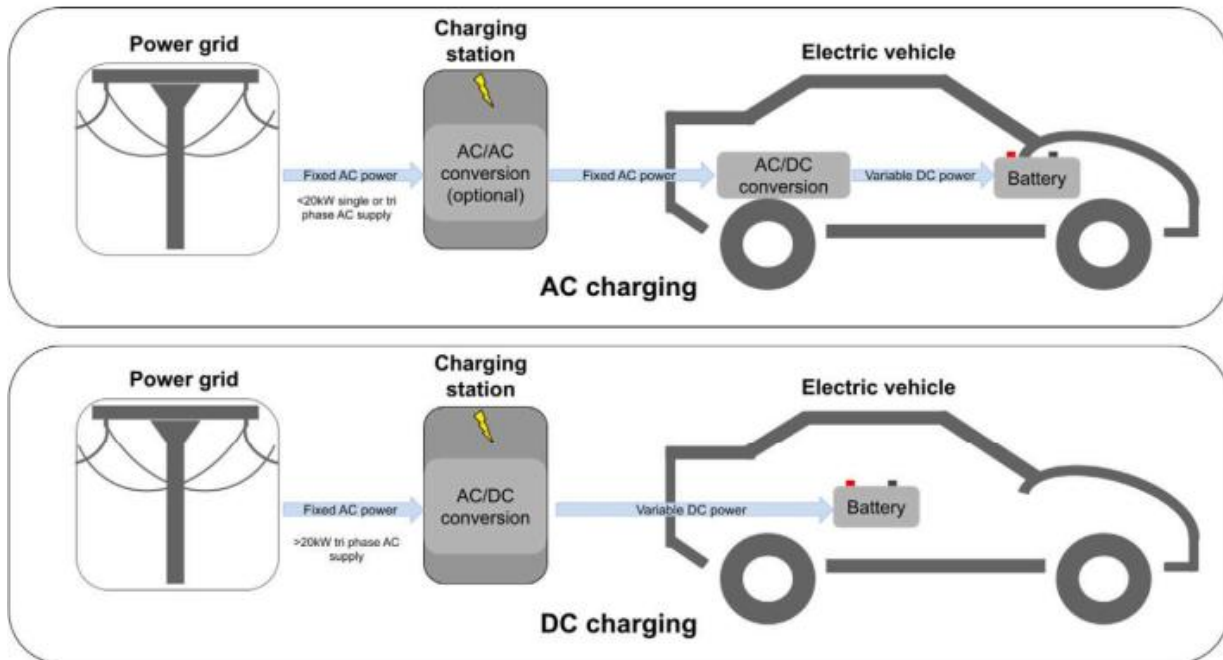 Power grid
Charging
station
Electric vehicle
AC/AC
conversion
(optional)
AC/DC
conversion
Battery
Fixed AC power
Fixed AC power
Variable DC power
<20kW single or tri
phase AC supply
AC charging
Power grid
Charging
station
Electric vehicle
AC/DC
conversion
Battery
Fixed AC power
Variable DC power
>20kW tri phase AC
supply
DC charging